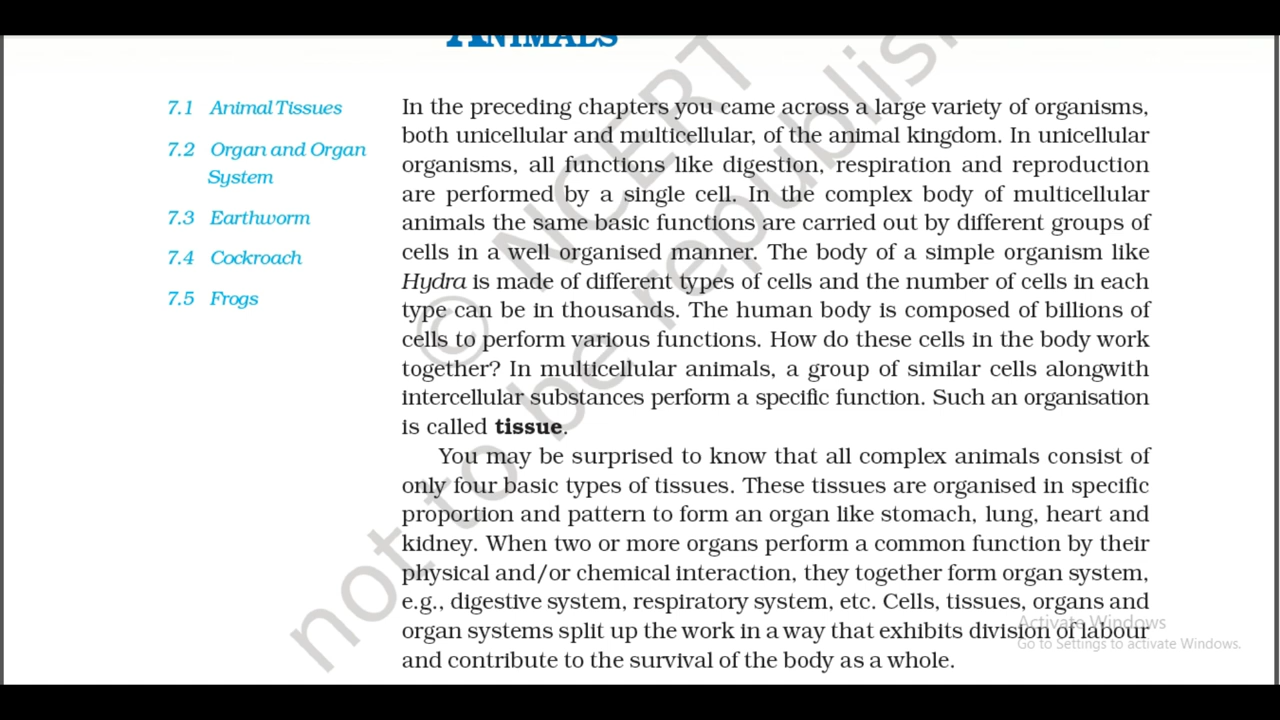 ANIMALS
7.1 Animal Tissues
7.2 Organ and Organ
System
7.3 Earthworm
7.4 Cockroach
7.5 Frogs
In the preceding chapters you came across a large variety of organisms,
both unicellular and multicellular, of the animal kingdom. In unicellular
organisms, all functions like digestion, respiration and reproduction
are performed by a single cell. In the complex body of multicellular
animals the same basic functions are carried out by different groups of
cells in a well organised manner. The body of a simple organism like
Hydra is made of different types of cells and the number of cells in each
type can be in thousands. The human body is composed of billions of
cells to perform various functions. How do these cells in the body work
together? In multicellular animals, a group of similar cells alongwith
intercellular substances perform a specific function. Such an organisation
is called tissue.
You may be surprised to know that all complex animals consist of
only four basic types of tissues. These tissues are organised in specific
proportion and pattern to form an organ like stomach, lung, heart and
kidney. When two or more organs perform a common function by their
physical and/or chemical interaction, they together form organ system,
e.g., digestive system, respiratory system, etc. Cells, tissues, organs and
organ systems split up the work in a way that exhibits division of labour
and contribute to the survival of the body as a whole.
© NCERT
not to be republis
Activate Windows
Go to Settings to activate Windows.